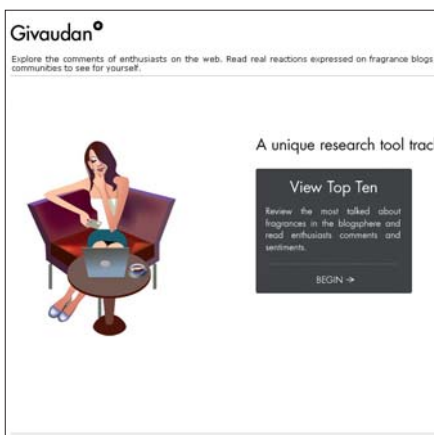 Givaudan
Explore the comments of enthusiasts on the web. Read real reactions expressed on fragrance blogs
communities to see for yourself.
A unique research tool trac
View Top Ten
Review the most talked about
fragrances in the blogsphere and
read enthusiasts comments and
sentiments.
BEGIN →